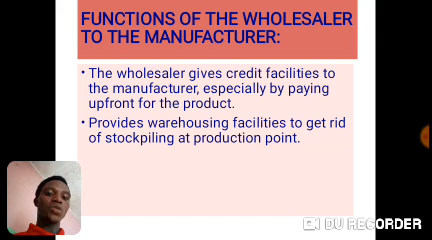 FUNCTIONS OF THE WHOLESALER
TO THE MANUFACTURER:
• The wholesaler gives credit facilities to
the manufacturer, especially by paying
upfront for the product.
• Provides warehousing facilities to get rid
of stockpiling at production point.
DU RECORDER